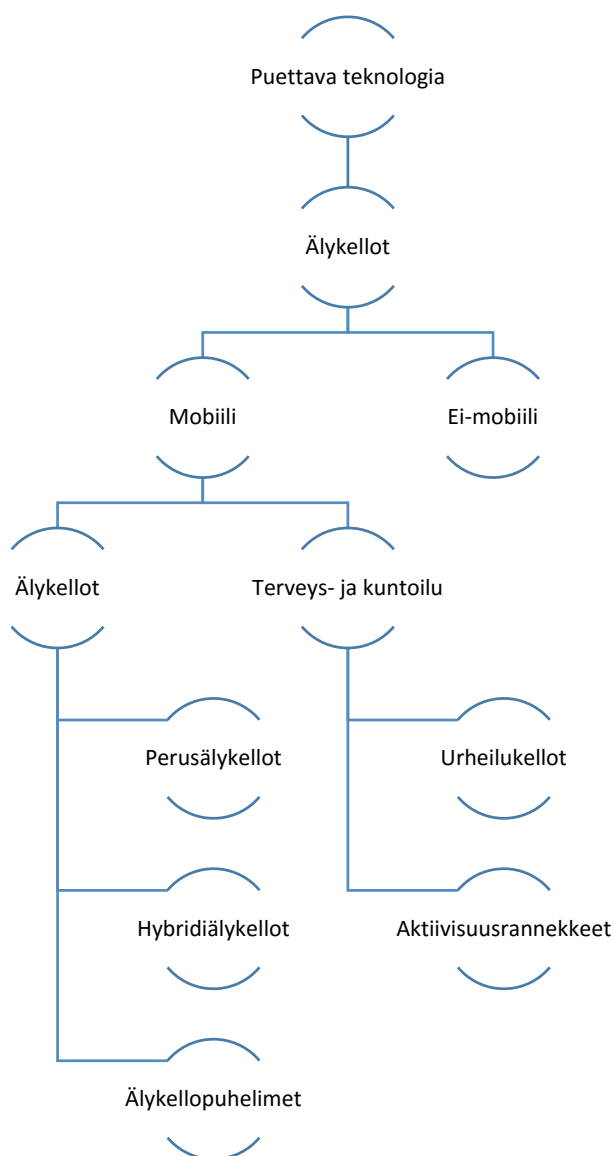 Puettava teknologia
Älykellot
Mobiili
Ei-mobiili
Älykellot
Terveys- ja kuntoilu
Perusälykellot
Urheilukellot
Hybridiälykellot
Aktiivisuusrannekkeet
Älykellopuhelimet